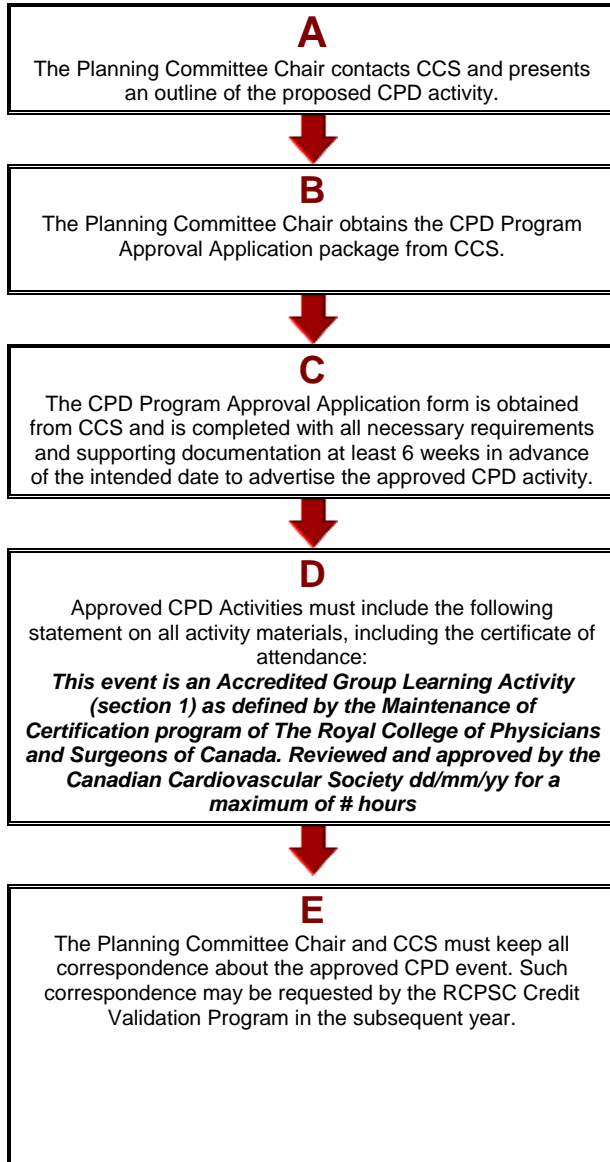 A
The Planning Committee Chair contacts CCS and presents
an outline of the proposed CPD activity.
B
The Planning Committee Chair obtains the CPD Program
Approval Application package from CCS.
C
The CPD Program Approval Application form is obtained
from CCS and is completed with all necessary requirements
and supporting documentation at least 6 weeks in advance
of the intended date to advertise the approved CPD activity.
D
Approved CPD Activities must include the following
statement on all activity materials, including the certificate of
attendance:
This event is an Accredited Group Learning Activity
(section 1) as defined by the Maintenance of
Certification program of The Royal College of Physicians
and Surgeons of Canada. Reviewed and approved by the
Canadian Cardiovascular Society dd/mm/yy for a
maximum of # hours
E
The Planning Committee Chair and CCS must keep all
correspondence about the approved CPD event. Such
correspondence may be requested by the RCPSC Credit
Validation Program in the subsequent year.